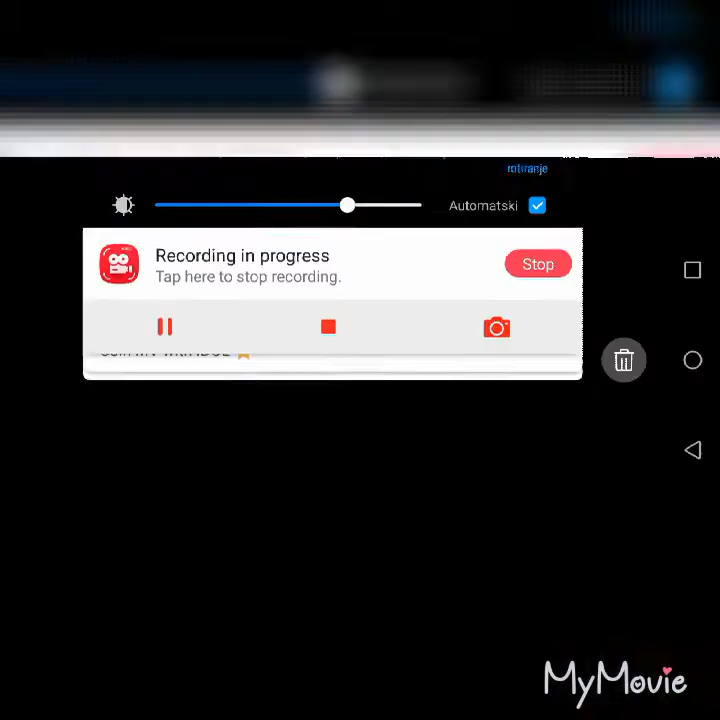 rotiranje
Automatski
Recording in progress
Stop
Tap here to stop recording.
MyMovie